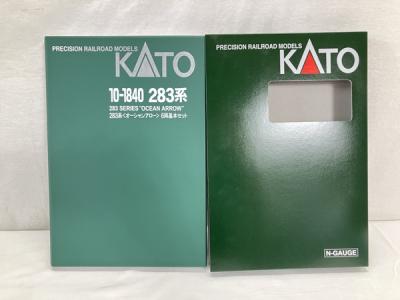 PRECISION RAILROAD MODELS
KATO
10-1840 283系
283 SERIES "OCEAN ARROW"
283系〈オーシャンアロー〉 6両基本セット
PRECISION RAILROAD MODELS
KATO
N-GAUGE